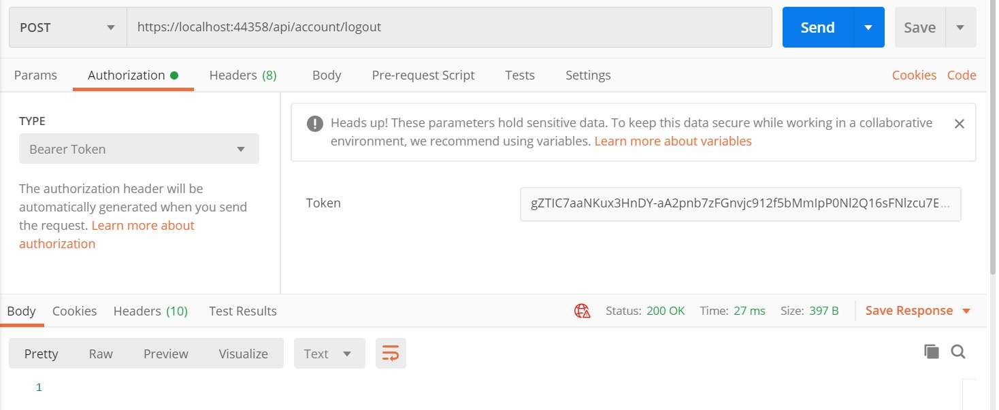 POST https://localhost:44358/api/account/logout Send Save
Params Authorization Headers (8) Body Pre-request Script Tests Settings Cookies Code
TYPE
Bearer Token
The authorization header will be
automatically generated when you send
the request. Learn more about
authorization
Heads up! These parameters hold sensitive data. To keep this data secure while working in a collaborative
environment, we recommend using variables. Learn more about variables
Token gZTIC7aaNKux3HnDY-aA2pnb7zFGnvjc912f5bMmIpP0Nl2Q16sFNlzcu7E...
Body Cookies Headers (10) Test Results Status: 200 OK Time: 27 ms Size: 397 B Save Response
Pretty Raw Preview Visualize Text
1